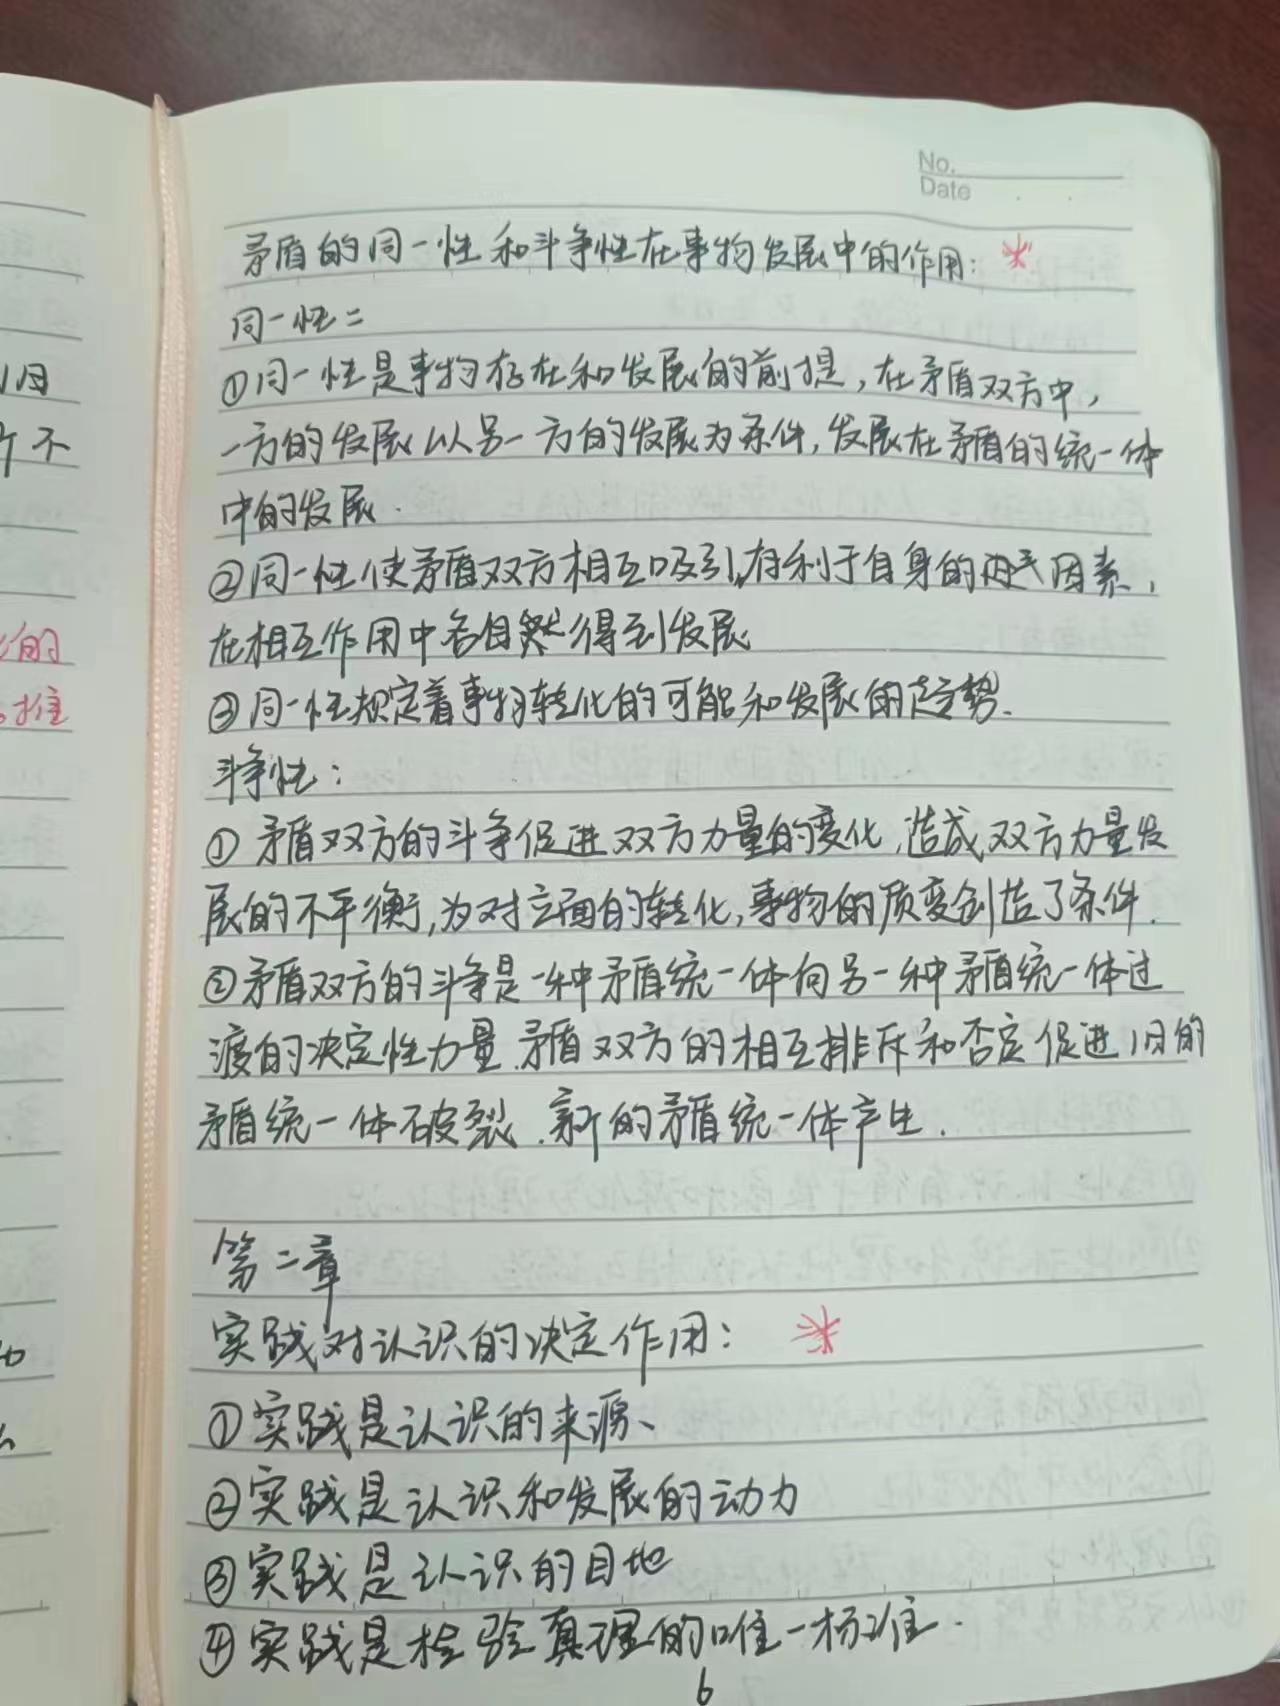 No.
Date
矛盾的同一性和斗争性在事物发展中的作用：
同一性：
①同一性是事物存在和发展的前提，在矛盾双方中，
一方的发展以另一方的发展为条件，发展在矛盾的统一体
中的发展.
②同一性使矛盾双方相互吸引，有利于自身的因素，
在相互作用中各自得到发展
③同一性规定着事物转化的可能和发展的趋势.
斗争性：
①矛盾双方的斗争促进双方力量的变化，造成双方力量发
展的不平衡，为对立面的转化，事物的质变创造了条件.
②矛盾双方的斗争是一种矛盾统一体向另一种矛盾统一体过
渡的决定性力量.矛盾双方的相互排斥和否定促进旧的
矛盾统一体破裂.新的矛盾统一体产生.
第二章
实践对认识的决定作用：
①实践是认识的来源、
②实践是认识和发展的动力
③实践是认识的目地
④实践是检验真理的唯一标准.
6
旧
不
的
推